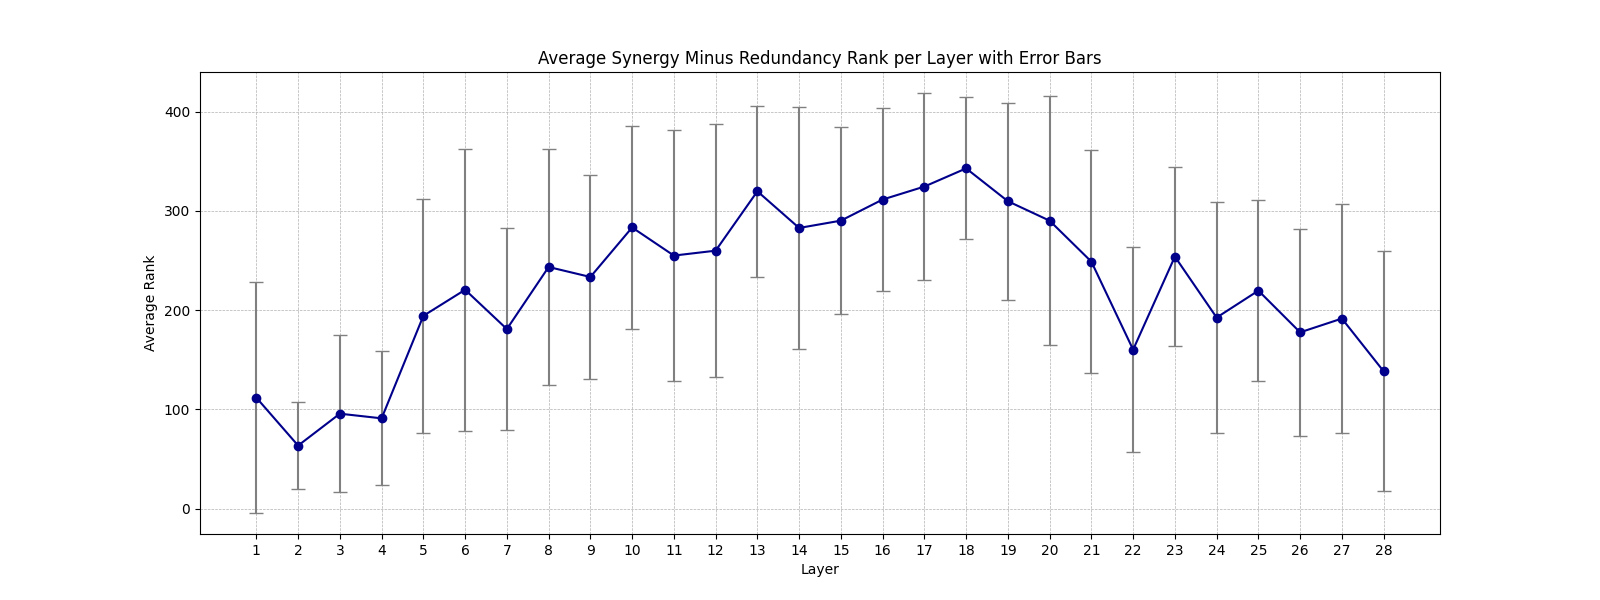 Average Synergy Minus Redundancy Rank per Layer with Error Bars
Average Rank
400
300
200
100
0
1 2 3 4 5 6 7 8 9 10 11 12 13 14 15 16 17 18 19 20 21 22 23 24 25 26 27 28
Layer